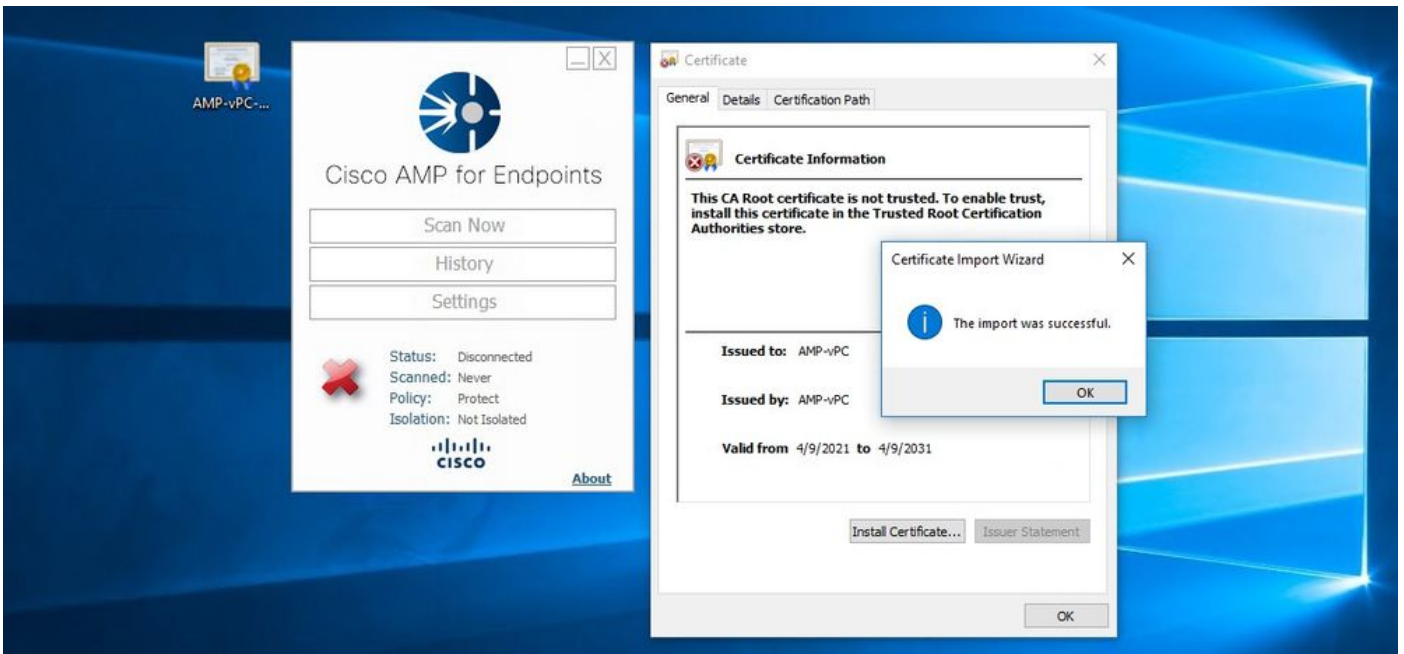 AMP-vPC-...
Cisco AMP for Endpoints
Scan Now
History
Settings
Status: Disconnected
Scanned: Never
Policy: Protect
Isolation: Not Isolated
CISCO
About
Certificate
General Details Certification Path
Certificate Information
This CA Root certificate is not trusted. To enable trust,
install this certificate in the Trusted Root Certification
Authorities store.
Issued to: AMP-vPC
Issued by: AMP-vPC
Valid from 4/9/2021 to 4/9/2031
Install Certificate... Issuer Statement
OK
Certificate Import Wizard
The import was successful.
OK